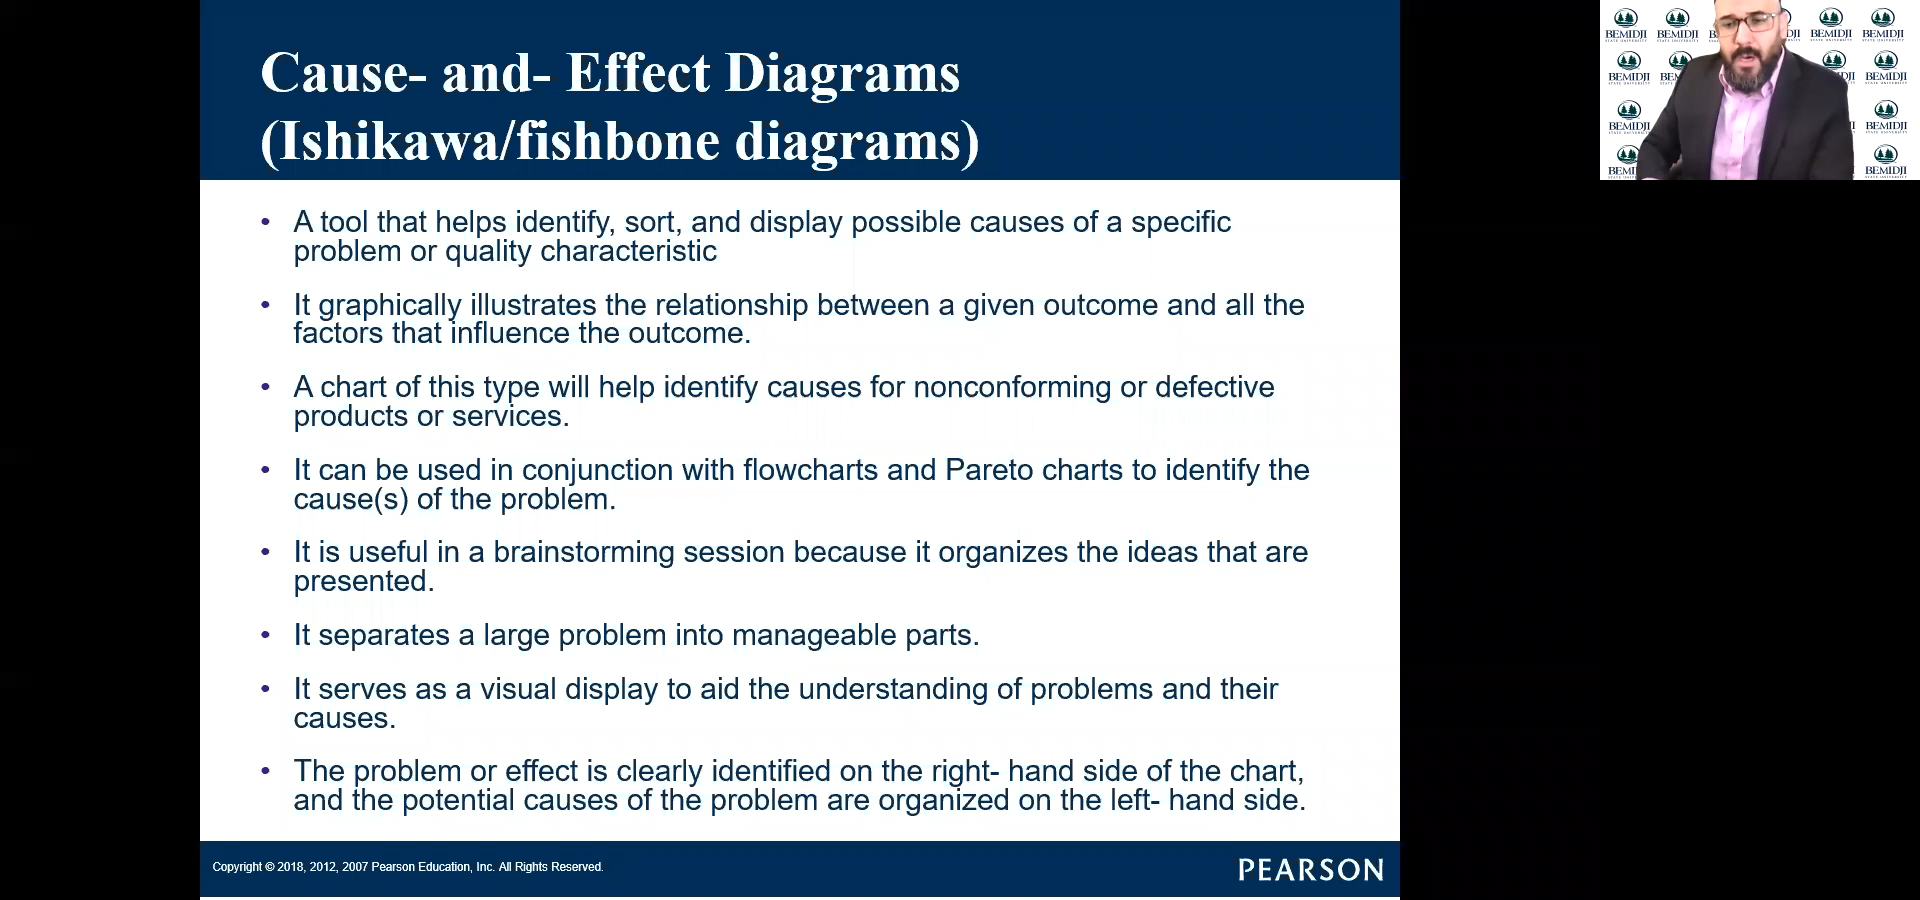 Cause- and- Effect Diagrams
(Ishikawa/fishbone diagrams)
• A tool that helps identify, sort, and display possible causes of a specific
problem or quality characteristic
• It graphically illustrates the relationship between a given outcome and all the
factors that influence the outcome.
• A chart of this type will help identify causes for nonconforming or defective
products or services.
• It can be used in conjunction with flowcharts and Pareto charts to identify the
cause(s) of the problem.
• It is useful in a brainstorming session because it organizes the ideas that are
presented.
• It separates a large problem into manageable parts.
• It serves as a visual display to aid the understanding of problems and their
causes.
• The problem or effect is clearly identified on the right- hand side of the chart,
and the potential causes of the problem are organized on the left- hand side.
Copyright © 2018, 2012, 2007 Pearson Education, Inc. All Rights Reserved.
PEARSON
BEMIDJI
STATE UNIVERSITY